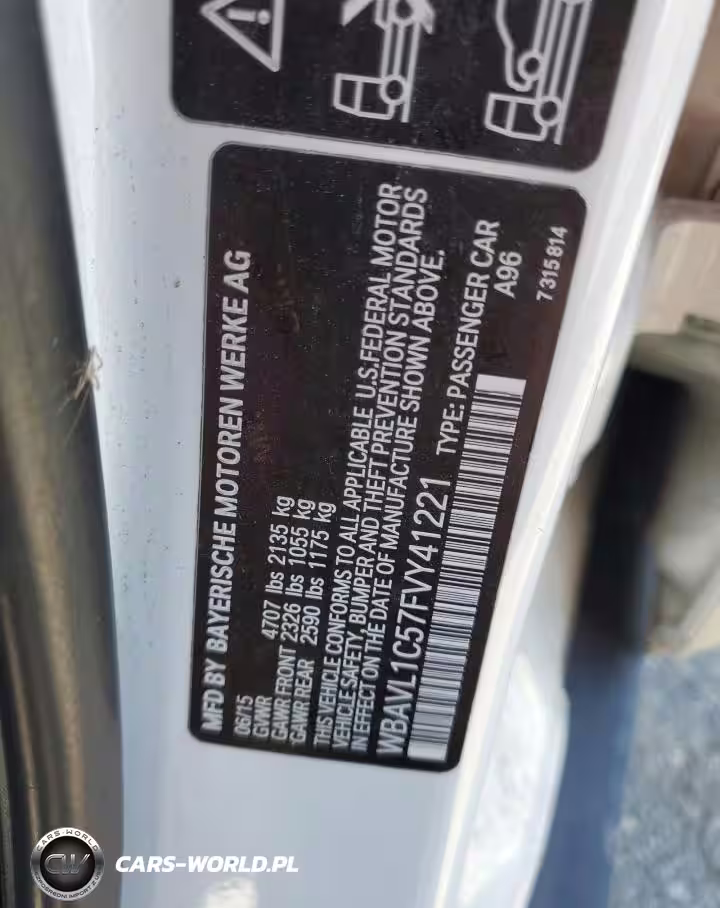 MFD BY BAYERISCHE MOTOREN WERKE AG
06/15
GVWR 4707 lbs 2135 kg
GAWR FRONT 2326 lbs 1055 kg
GAWR REAR 2590 lbs 1175 kg
THIS VEHICLE CONFORMS TO ALL APPLICABLE U.S.FEDERAL MOTOR
VEHICLE SAFETY, BUMPER AND THEFT PREVENTION STANDARDS
IN EFFECT ON THE DATE OF MANUFACTURE SHOWN ABOVE.
WBAVL1C57FVY41221 TYPE: PASSENGER CAR
A96
7315814
CARS-WORLD
CW
CARS-WORLD.PL